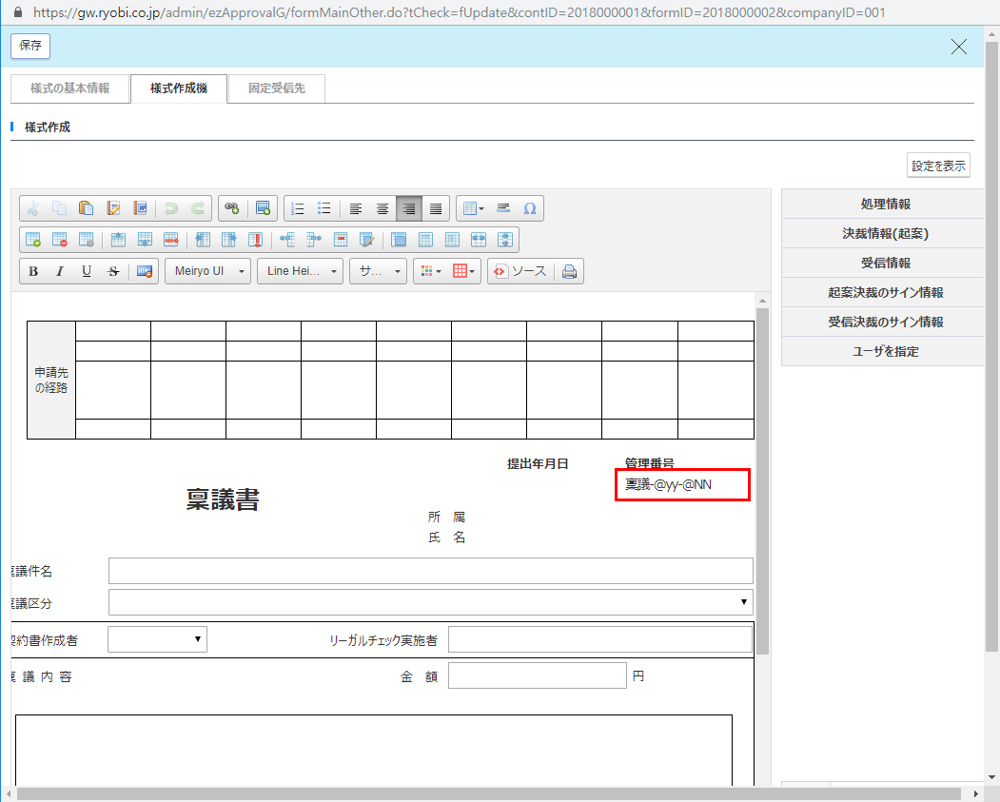 https://gw.ryobi.co.jp/admin/ezApprovalG/formMainOther.do?tCheck=fUpdate&contID=2018000001&formID=2018000002&companyID=001
保存
様式の基本情報 様式作成機 固定受信先
様式作成
設定を表示
B I U S Meiryo UI Line Hei... サ... ソース
処理情報
決裁情報(起案)
受信情報
起案決裁のサイン情報
受信決裁のサイン情報
ユーザを指定
申請先
の経路
提出年月日 管理番号
稟議-@yy-@NN
稟議書
所 属
氏 名
稟議件名
稟議区分
契約書作成者 リーガルチェック実施者
稟 議 内 容 金 額 円